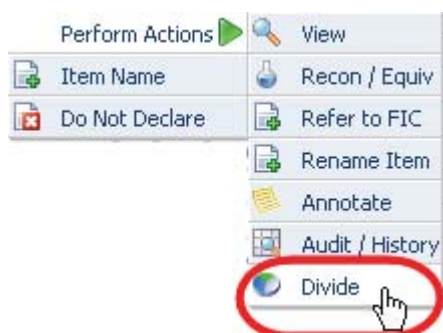 Perform Actions
Item Name
Do Not Declare
View
Recon / Equiv
Refer to FIC
Rename Item
Annotate
Audit / History
Divide